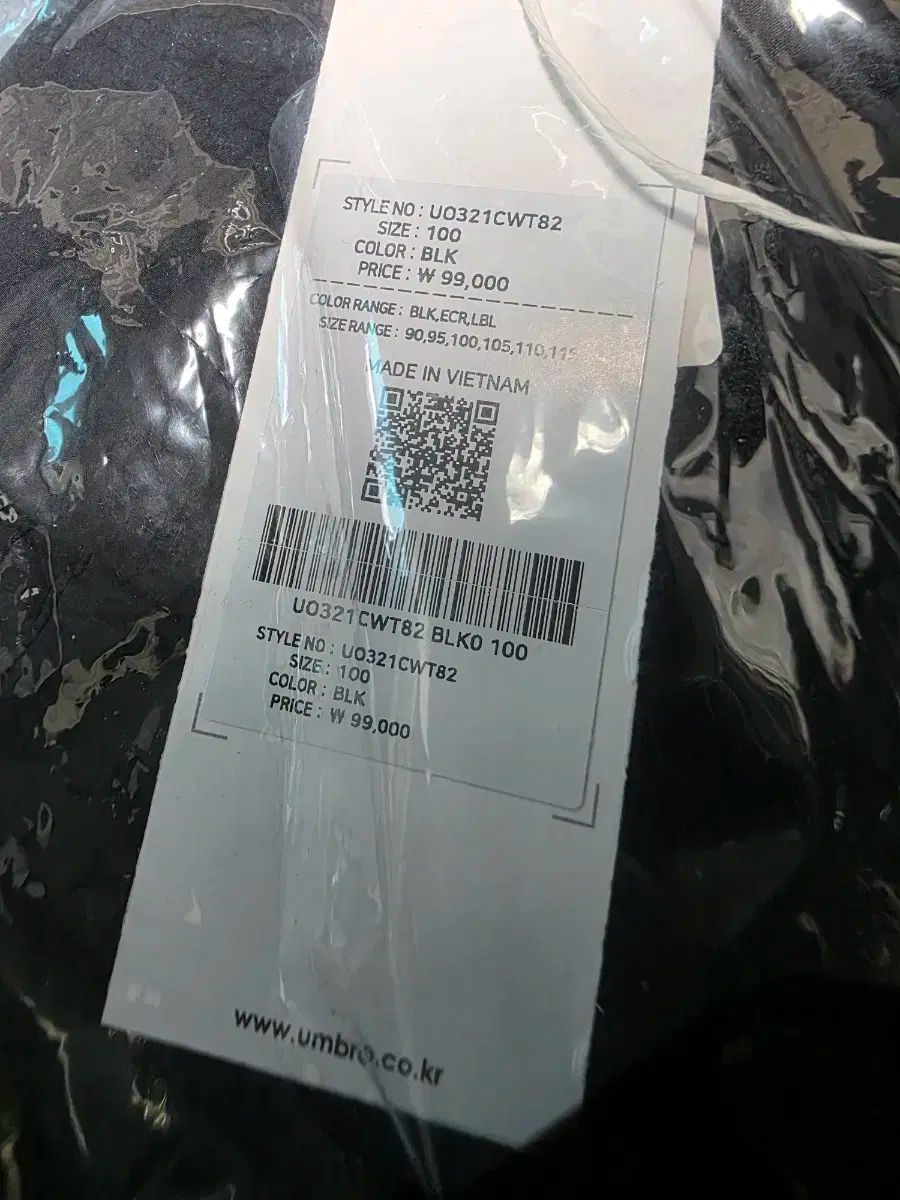 STYLE NO : UO321CWT82
SIZE : 100
COLOR : BLK
PRICE : ₩ 99,000
COLOR RANGE : BLK,ECR,LBL
SIZE RANGE : 90,95,100,105,110,115
MADE IN VIETNAM
UO321CWT82 BLK0 100
STYLE NO : UO321CWT82
SIZE : 100
COLOR : BLK
PRICE : ₩ 99,000
www.umbro.co.kr